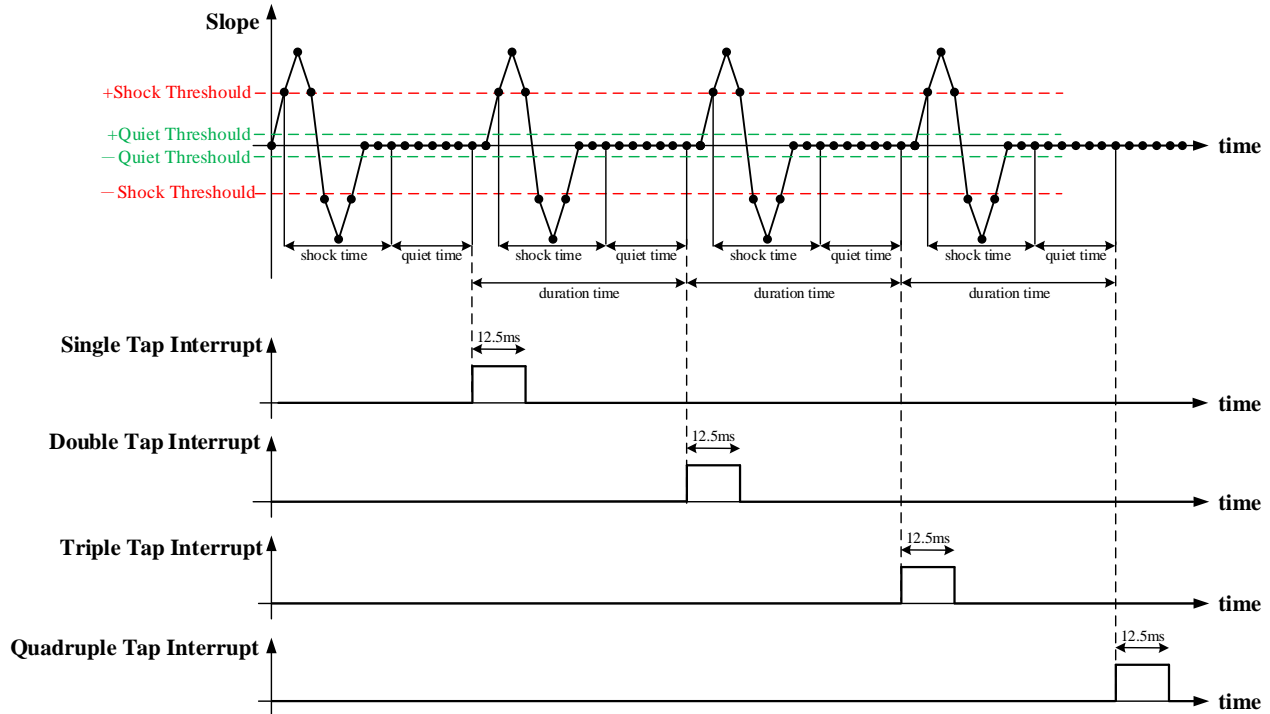 Slope
+Shock Threshould
+Quiet Threshould
－Quiet Threshould
－Shock Threshould
time
shock time
quiet time
shock time
quiet time
shock time
quiet time
shock time
quiet time
duration time
duration time
duration time
Single Tap Interrupt
12.5ms
time
Double Tap Interrupt
12.5ms
time
Triple Tap Interrupt
12.5ms
time
Quadruple Tap Interrupt
12.5ms
time